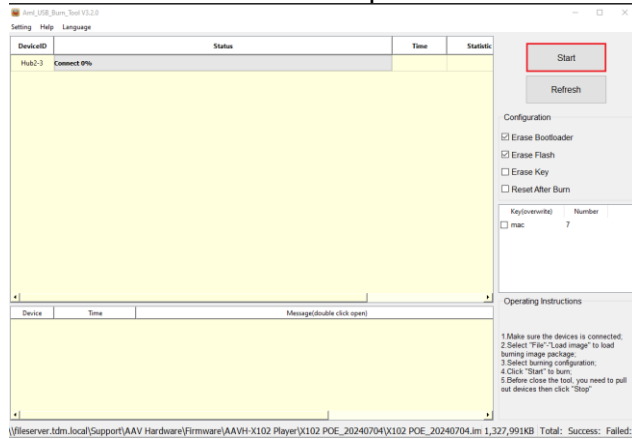 Aml_USB_Burn_Tool V3.2.0
Setting Help Language
DeviceID Status Time Statistic
Hub2-3 Connect 0%
Start
Refresh
Configuration
Erase Bootloader
Erase Flash
Erase Key
Reset After Burn
Key(overwrite) Number
mac 7
Operating Instructions
Device Time Message(double click open)
1.Make sure the devices is connected;
2.Select "File"-"Load image" to load
burning image package;
3.Select burning configuration;
4.Click "Start" to burn;
5.Before close the tool, you need to pull
out devices then click "Stop"
\\fileserver.tdm.local\Support\AAV Hardware\Firmware\AAVH-X102 Player\X102 POE_20240704\X102 POE_20240704.im 1,327,991KB Total: Success: Failed: